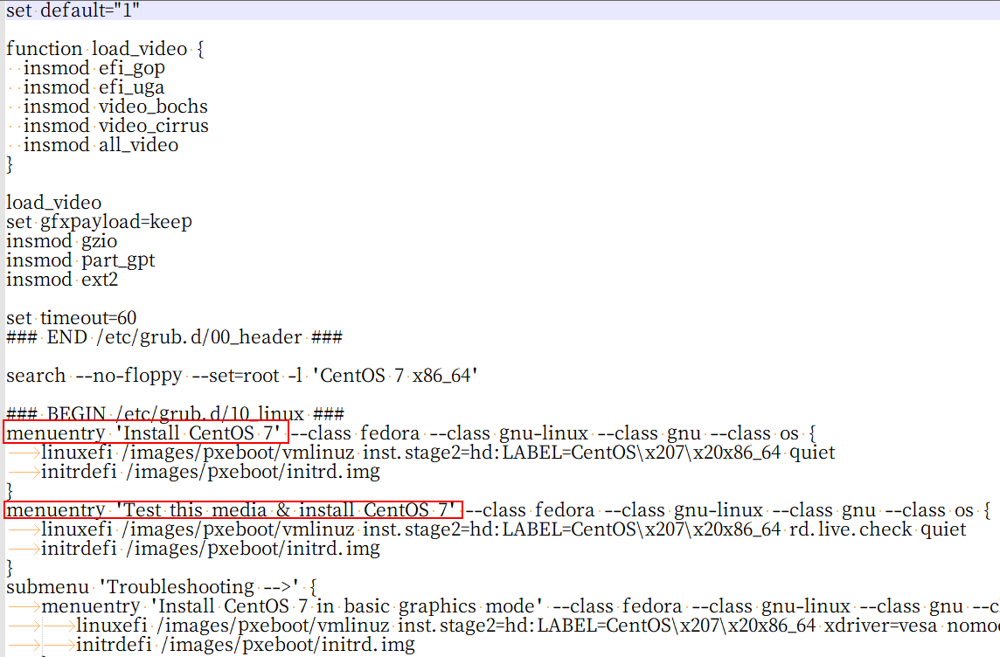 set default="1"

function load_video {
  insmod efi_gop
  insmod efi_uga
  insmod video_bochs
  insmod video_cirrus
  insmod all_video
}

load_video
set gfxpayload=keep
insmod gzio
insmod part_gpt
insmod ext2

set timeout=60
### END /etc/grub.d/00_header ###

search --no-floppy --set=root -l 'CentOS 7 x86_64'

### BEGIN /etc/grub.d/10_linux ###
menuentry 'Install CentOS 7' --class fedora --class gnu-linux --class gnu --class os {
	linuxefi /images/pxeboot/vmlinuz inst.stage2=hd:LABEL=CentOS\x207\x20x86_64 quiet
	initrdefi /images/pxeboot/initrd.img
}
menuentry 'Test this media & install CentOS 7' --class fedora --class gnu-linux --class gnu --class os {
	linuxefi /images/pxeboot/vmlinuz inst.stage2=hd:LABEL=CentOS\x207\x20x86_64 rd.live.check quiet
	initrdefi /images/pxeboot/initrd.img
}
submenu 'Troubleshooting -->' {
	menuentry 'Install CentOS 7 in basic graphics mode' --class fedora --class gnu-linux --class gnu
		linuxefi /images/pxeboot/vmlinuz inst.stage2=hd:LABEL=CentOS\x207\x20x86_64 xdriver=vesa
		initrdefi /images/pxeboot/initrd.img